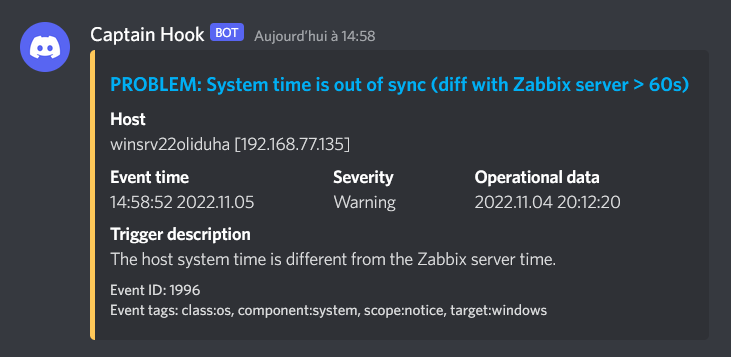 Captain Hook BOT Aujourd'hui à 14:58
PROBLEM: System time is out of sync (diff with Zabbix server > 60s)
Host
winsrv22oliduha [192.168.77.135]
Event time Severity Operational data
14:58:52 2022.11.05 Warning 2022.11.04 20:12:20
Trigger description
The host system time is different from the Zabbix server time.
Event ID: 1996
Event tags: class:os, component:system, scope:notice, target:windows